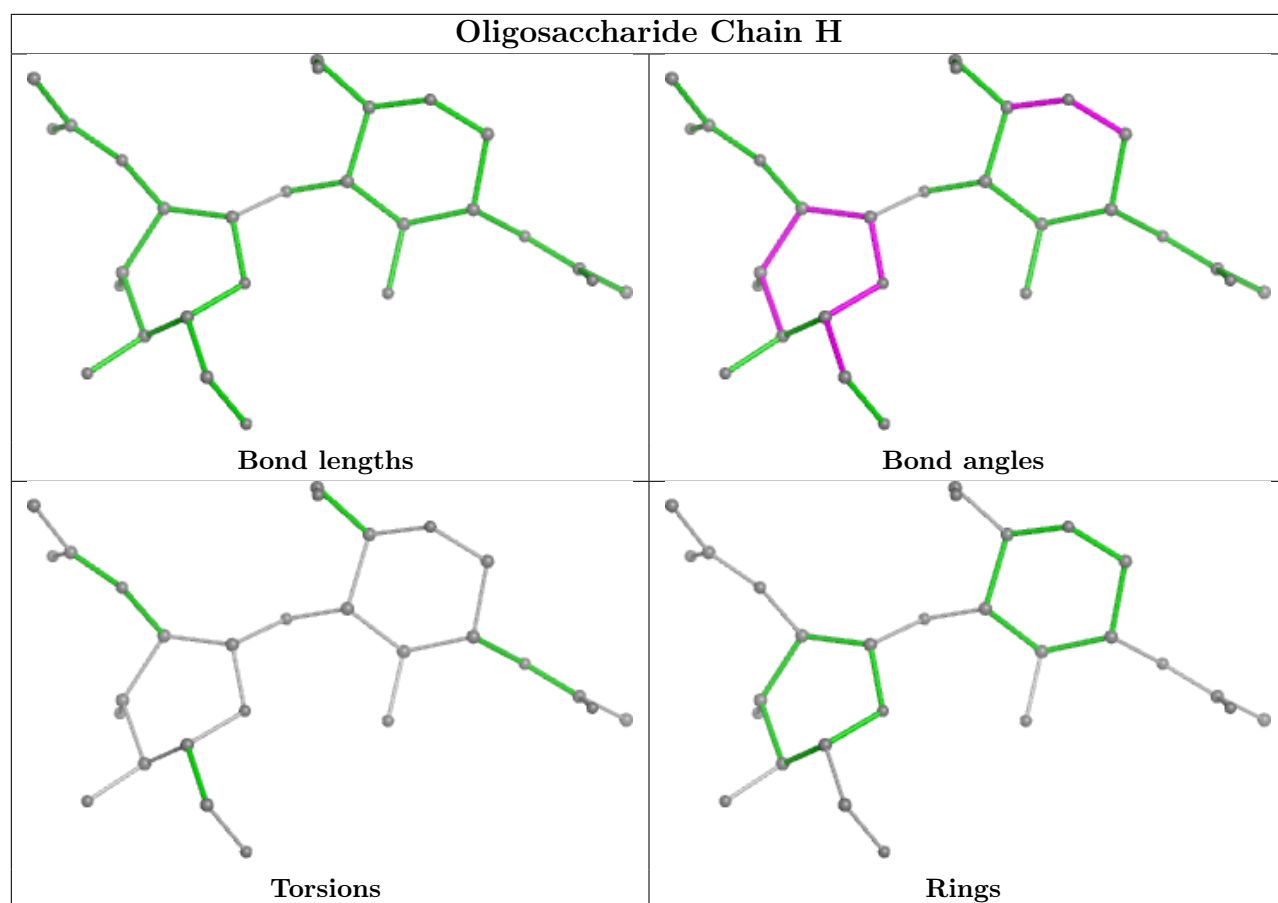 Oligosaccharide Chain H
Bond lengths
Bond angles
Torsions
Rings